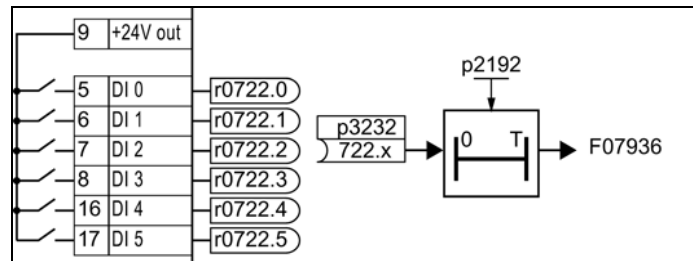 9 +24V out
p2192
5 DI 0 r0722.0
6 DI 1 r0722.1
p3232
7 DI 2 r0722.2
722.x
0 T
F07936
8 DI 3 r0722.3
16 DI 4 r0722.4
17 DI 5 r0722.5